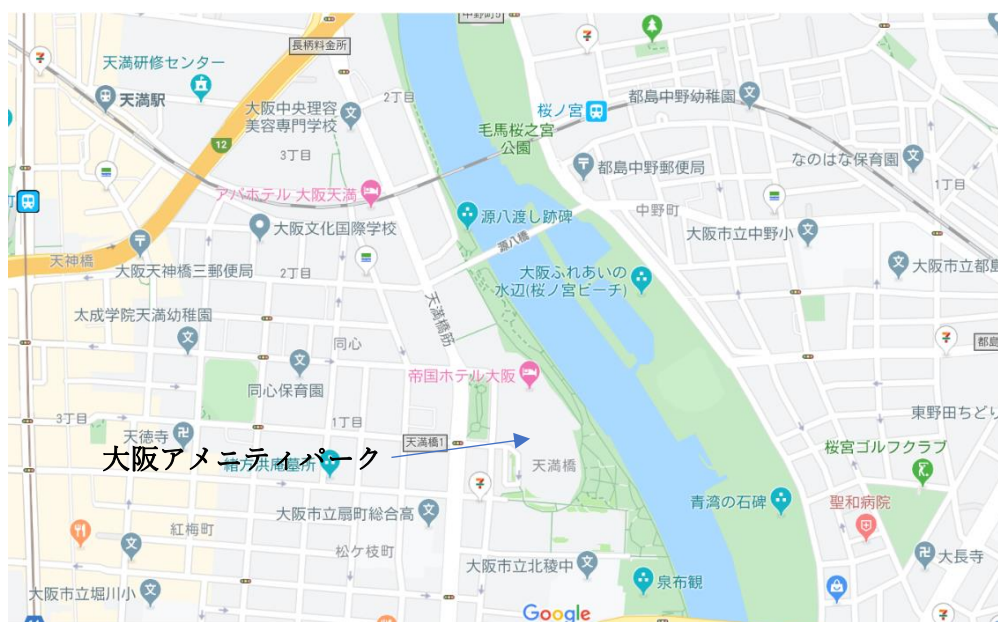 中野町5
長柄料金所
天満研修センター
天満駅
大阪中央理容
美容専門学校
2丁目
桜ノ宮
毛馬桜之宮
公園
都島中野幼稚園
12
3丁目
都島中野郵便局
なのはな保育園
1丁目
アパホテル 大阪天満
源八渡し跡碑
中野町
大阪文化国際学校
源八橋
大阪市立中野小
天神橋
大阪天神橋三郵便局
2丁目
大阪ふれあいの
水辺(桜ノ宮ビーチ)
大阪市立都島
太成学院天満幼稚園
天満橋筋
同心
都島
帝国ホテル大阪
同心保育園
3丁目
1丁目
東野田ちどり
天徳寺
天満橋1
大阪アメニティパーク
緒方洪庵墓所
天満橋
桜宮ゴルフクラブ
青湾の石碑
聖和病院
大阪市立扇町総合高
紅梅町
松ケ枝町
大阪市立北稜中
大長寺
大阪市立堀川小
泉布観
Google